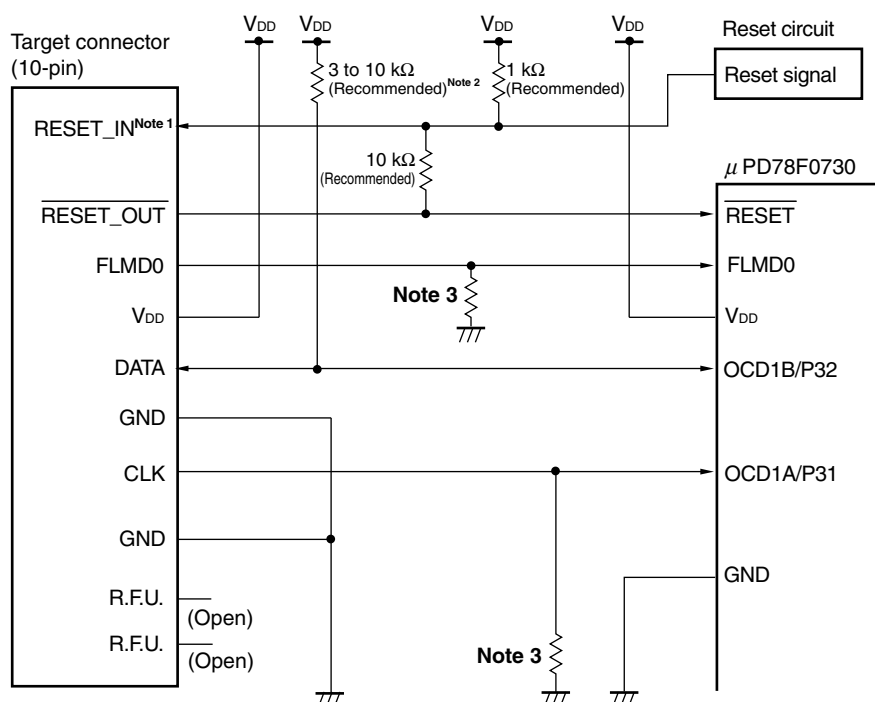 VDD VDD VDD VDD
Reset circuit
Target connector
(10-pin)
3 to 10 kΩ
(Recommended)Note 2
1 kΩ
(Recommended)
Reset signal
RESET_INNote 1
10 kΩ
(Recommended)
μ PD78F0730
RESET_OUT
RESET
FLMD0
FLMD0
Note 3
VDD
VDD
DATA
OCD1B/P32
GND
CLK
OCD1A/P31
GND
GND
R.F.U.
(Open)
R.F.U.
(Open)
Note 3